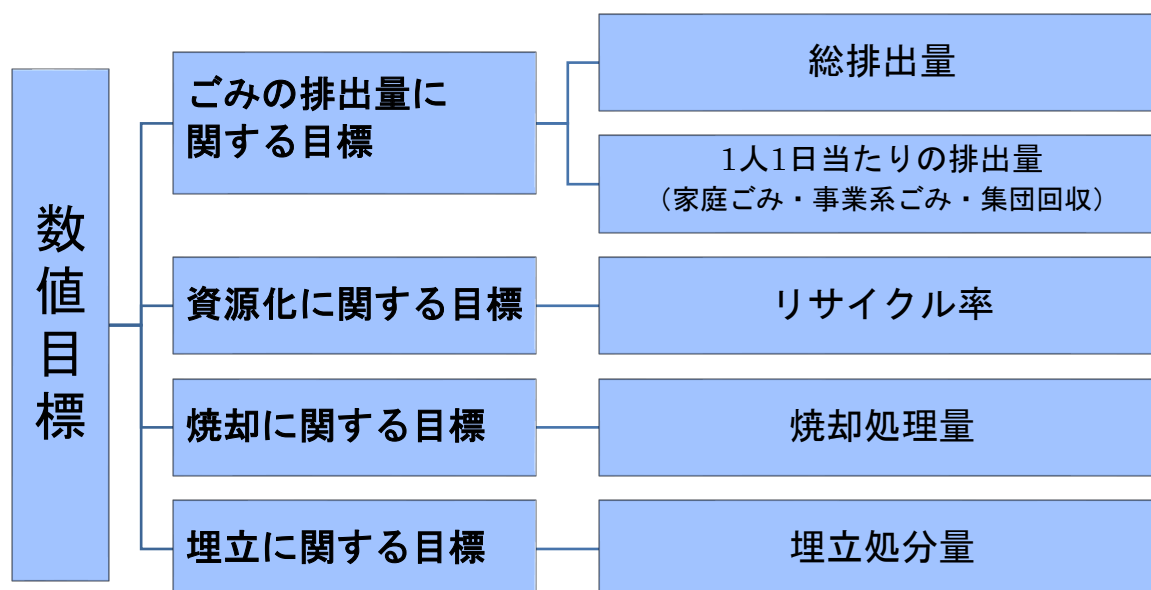 数値目標
ごみの排出量に
関する目標
総排出量
1人1日当たりの排出量
（家庭ごみ・事業系ごみ・集団回収）
資源化に関する目標
リサイクル率
焼却に関する目標
焼却処理量
埋立に関する目標
埋立処分量